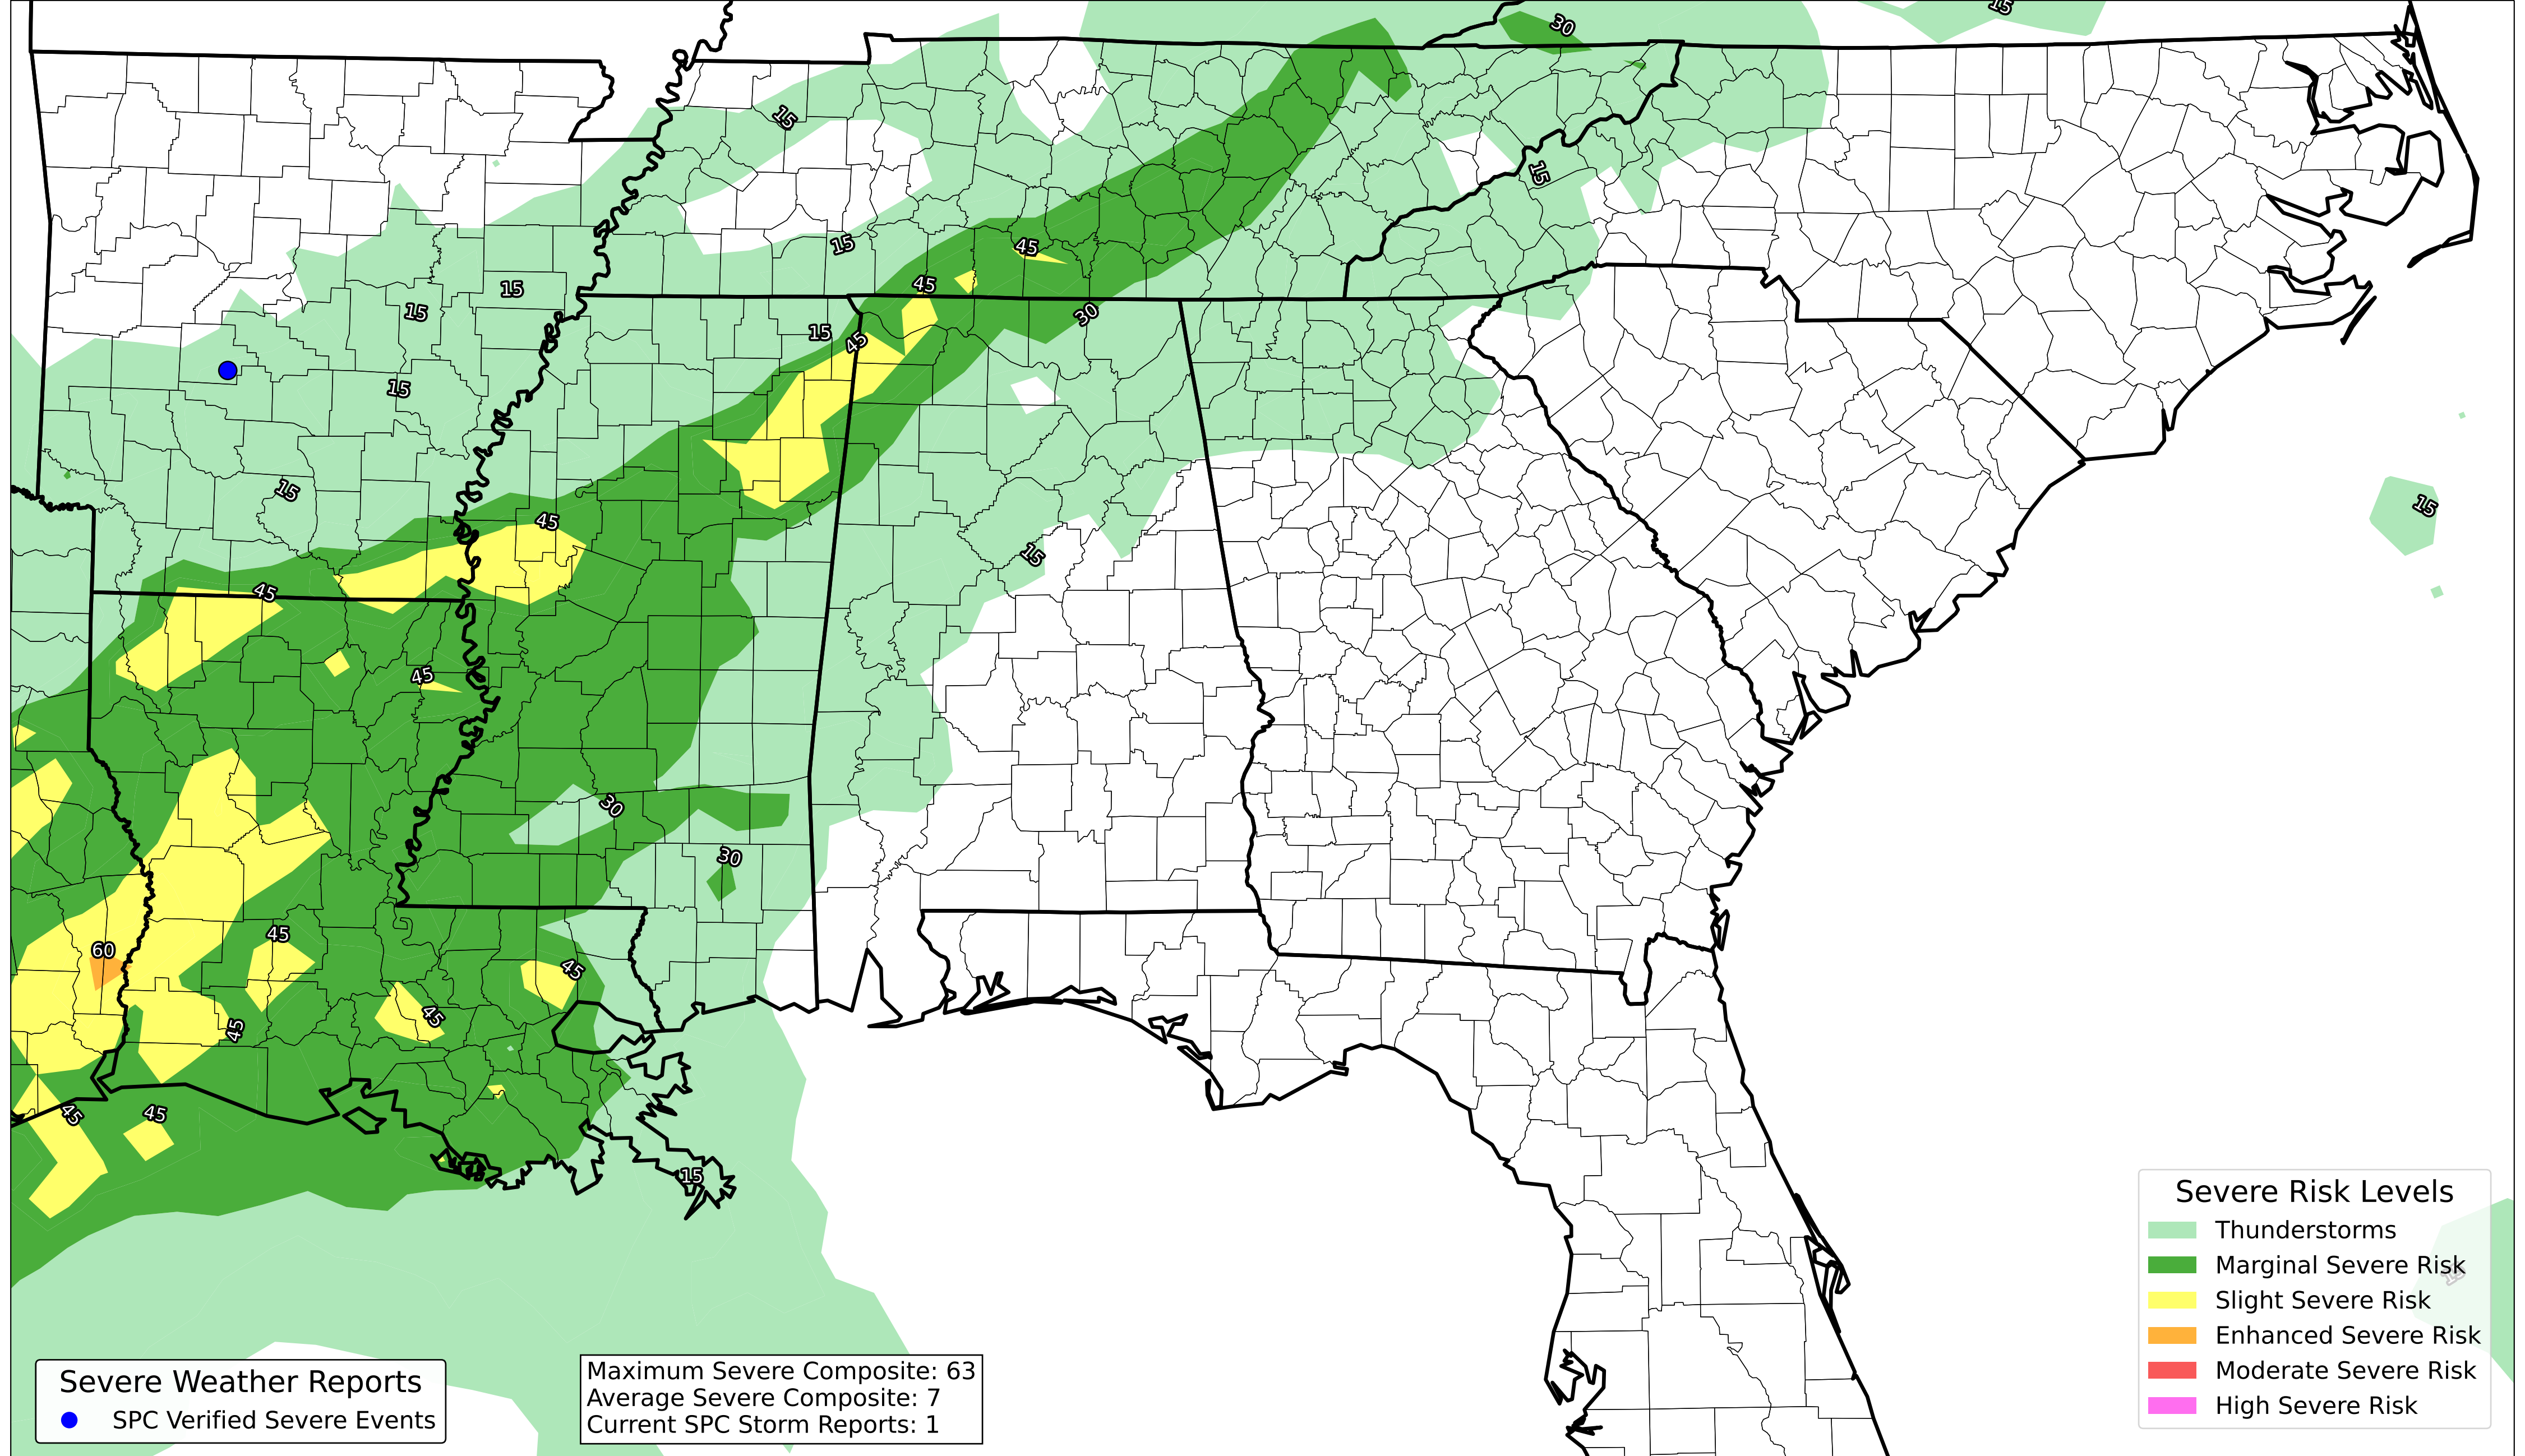 15
30
15
15
15
45
45
15
15
30
15
45
15
15
45
15
15
45
45
30
30
60
45
45
45
45
45
45
15
15
Severe Risk Levels
Thunderstorms
Marginal Severe Risk
Slight Severe Risk
Enhanced Severe Risk
Moderate Severe Risk
High Severe Risk
Severe Weather Reports
SPC Verified Severe Events
Maximum Severe Composite: 63
Average Severe Composite: 7
Current SPC Storm Reports: 1